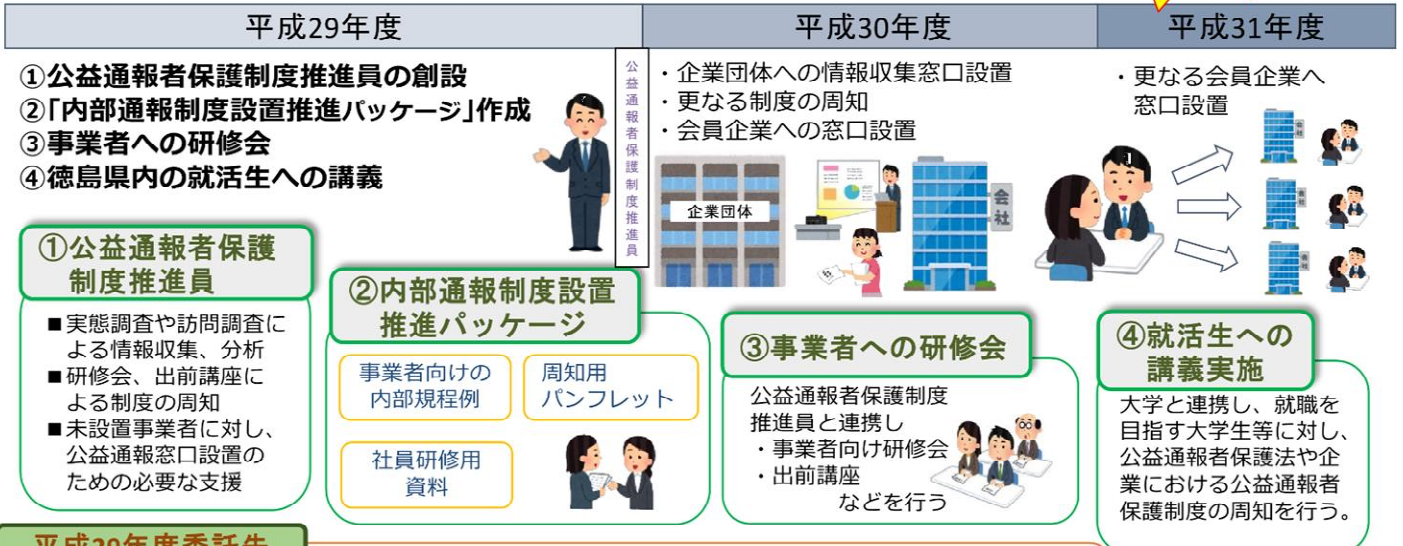 平成29年度
平成30年度
平成31年度
①公益通報者保護制度推進員の創設
②「内部通報制度設置推進パッケージ」作成
③事業者への研修会
④徳島県内の就活生への講義
公益通報者保護制度推進員
・企業団体への情報収集窓口設置
・更なる制度の周知
・会員企業への窓口設置
企業団体
会社
・更なる会員企業へ
窓口設置
会社
会社
会社
①公益通報者保護
制度推進員
■実態調査や訪問調査に
よる情報収集、分析
■研修会、出前講座に
よる制度の周知
■未設置事業者に対し、
公益通報窓口設置の
ための必要な支援
②内部通報制度設置
推進パッケージ
事業者向けの
内部規程例
周知用
パンフレット
社員研修用
資料
③事業者への研修会
公益通報者保護制度
推進員と連携し
・事業者向け研修会
・出前講座
などを行う
④就活生への
講義実施
大学と連携し、就職を
目指す大学生等に対し、
公益通報者保護法や企
業における公益通報者
保護制度の周知を行う。
平成29年度委託先